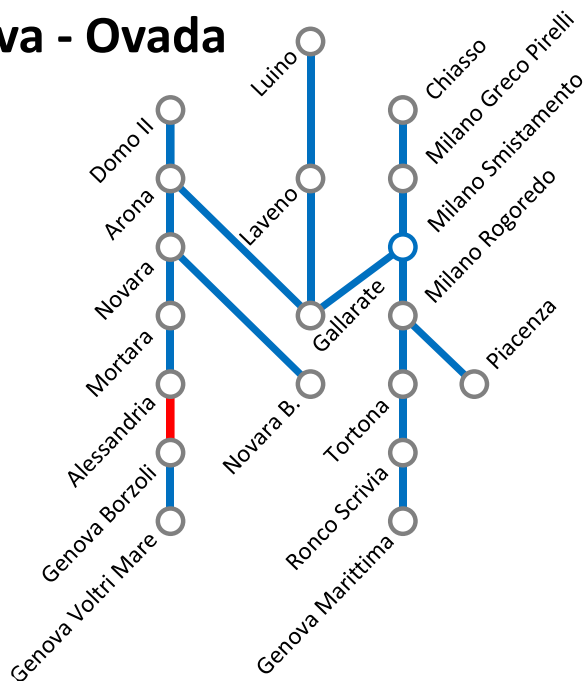 va - Ovada
Luino
Chiasso
Milano Greco Pirelli
Domo II
Arona
Laveno
Milano Smistamento
Novara
Gallarate
Milano Rogoredo
Mortara
Piacenza
Alessandria
Novara B.
Tortona
Genova Borzoli
Ronco Scrivia
Genova Voltri Mare
Genova Marittima